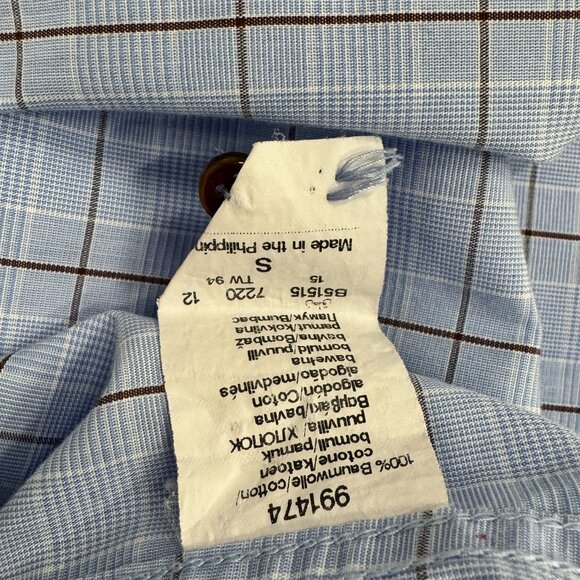 991474
100% Baumwolle/cotton/
cotone/katoen
bomull/pamuk
puuvilla/ХЛОПОК
Βαμβάκι/bavlna
algodón/Coton
algodão/medvilnės
bawełna
bomuld/puuvill
bavlna/Bombaž
pamut/kokvilna
Памук/Bumbac
B51515 7220 12
15 TW 94
S
Made in the Philippin